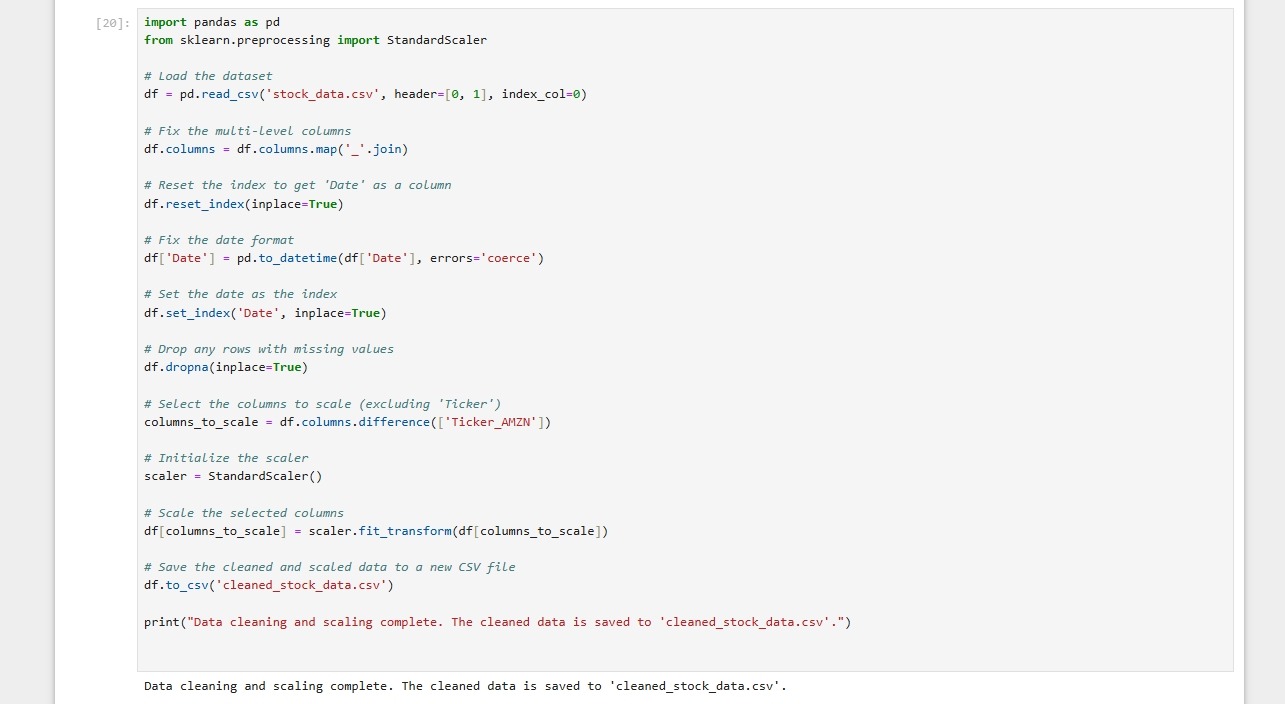 [20]:
import pandas as pd
from sklearn.preprocessing import StandardScaler
# Load the dataset
df = pd.read_csv('stock_data.csv', header=[0, 1], index_col=0)
# Fix the multi-level columns
df.columns = df.columns.map('_'.join)
# Reset the index to get 'Date' as a column
df.reset_index(inplace=True)
# Fix the date format
df['Date'] = pd.to_datetime(df['Date'], errors='coerce')
# Set the date as the index
df.set_index('Date', inplace=True)
# Drop any rows with missing values
df.dropna(inplace=True)
# Select the columns to scale (excluding 'Ticker')
columns_to_scale = df.columns.difference(['Ticker_AMZN'])
# Initialize the scaler
scaler = StandardScaler()
# Scale the selected columns
df[columns_to_scale] = scaler.fit_transform(df[columns_to_scale])
# Save the cleaned and scaled data to a new CSV file
df.to_csv('cleaned_stock_data.csv')
print("Data cleaning and scaling complete. The cleaned data is saved to 'cleaned_stock_data.csv'.")
Data cleaning and scaling complete. The cleaned data is saved to 'cleaned_stock_data.csv'.